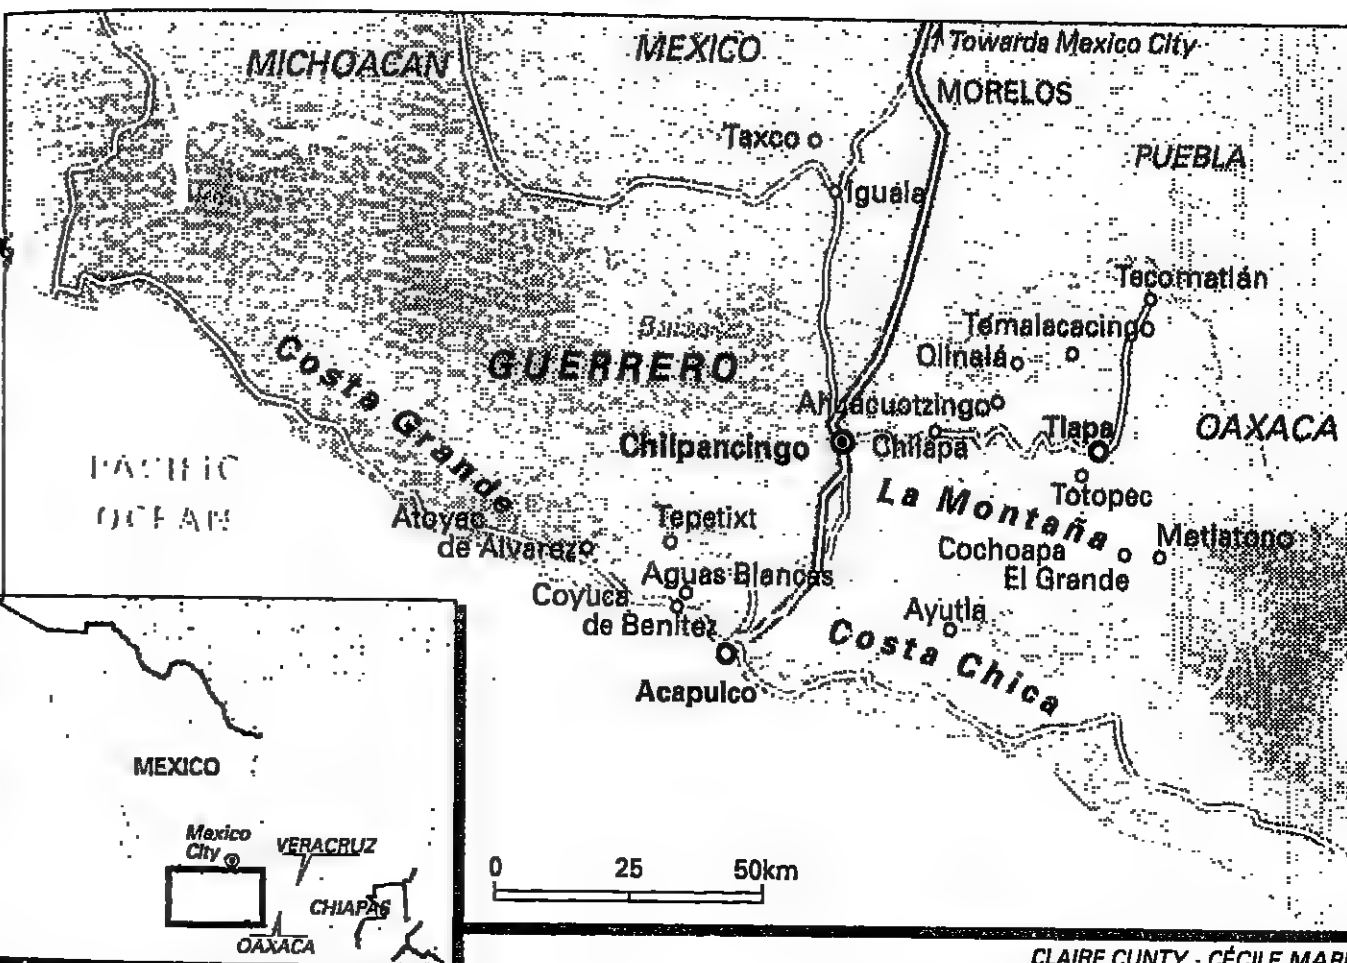 MICHOACAN
MEXICO
Towards Mexico City
MORELOS
Taxco
PUEBLA
Iguala
Tecomatlán
Temalacacingo
Olinalá
GUERRERO
Costa Grande
Ahuacuotzingo
Tlapa
OAXACA
Chilpancingo
Chilapa
PACIFIC
OCEAN
La Montaña
Totopec
Atoyac
de Alvarez
Tepetixt
Metlatono
Cochoapa
El Grande
Aguas Blancas
Coyuca
de Benitez
Ayutla
Costa Chica
Acapulco
MEXICO
Mexico
City
VERACRUZ
CHIAPAS
OAXACA
0 25 50km
CLAIRE CUNTY - CÉCILE